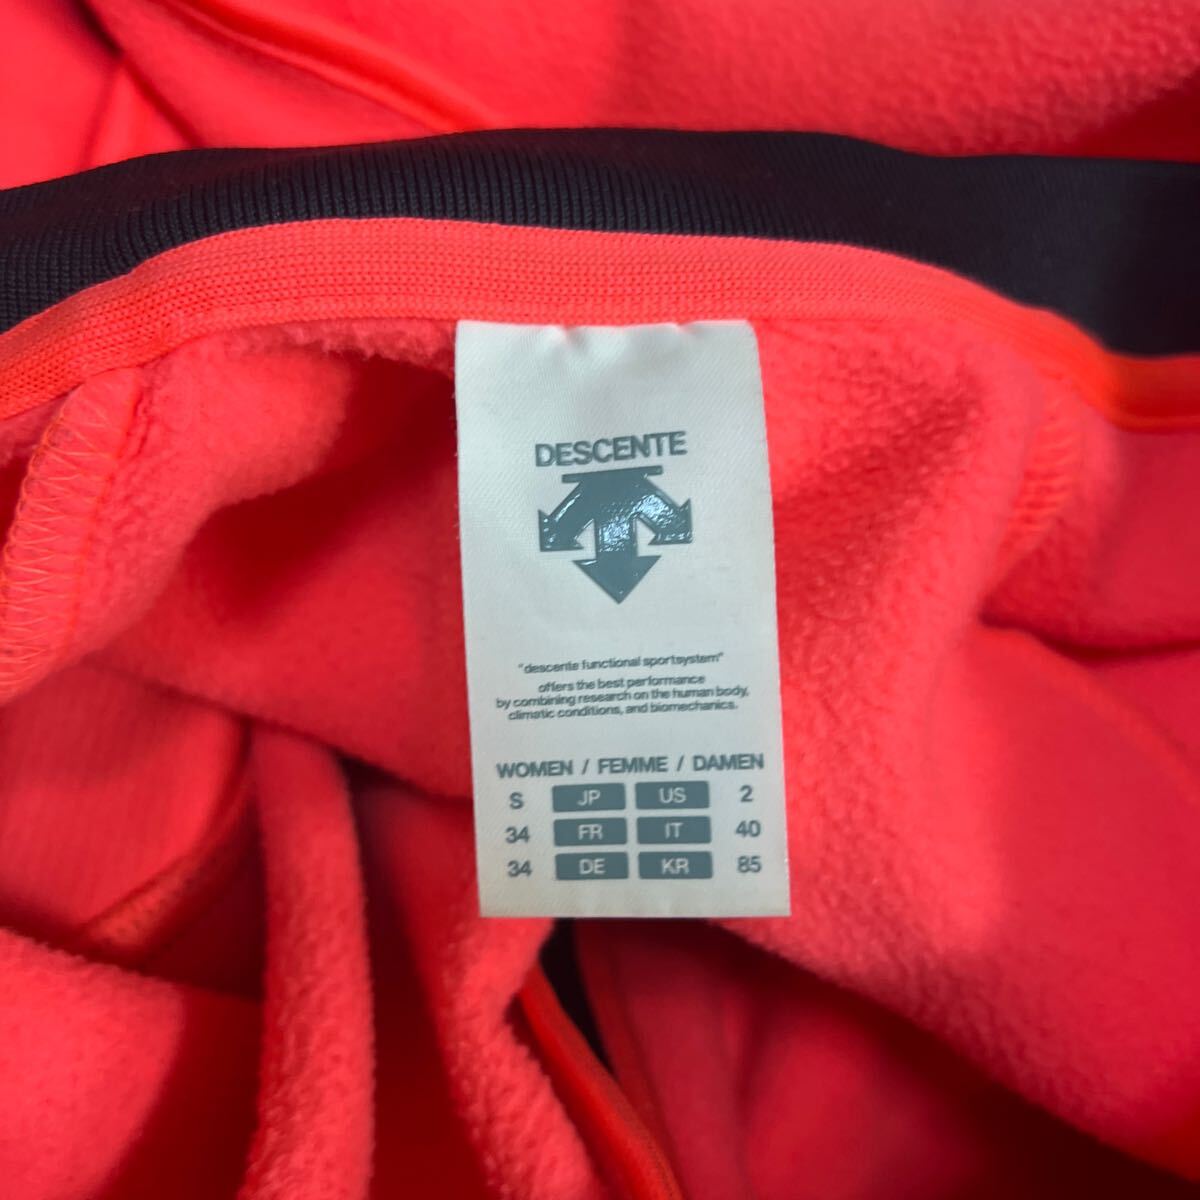 DESCENTE
"descente functional sportsystem"
offers the best performance
by combining research on the human body,
climatic conditions, and biomechanics.
WOMEN / FEMME / DAMEN
S JP US 2
34 FR IT 40
34 DE KR 85